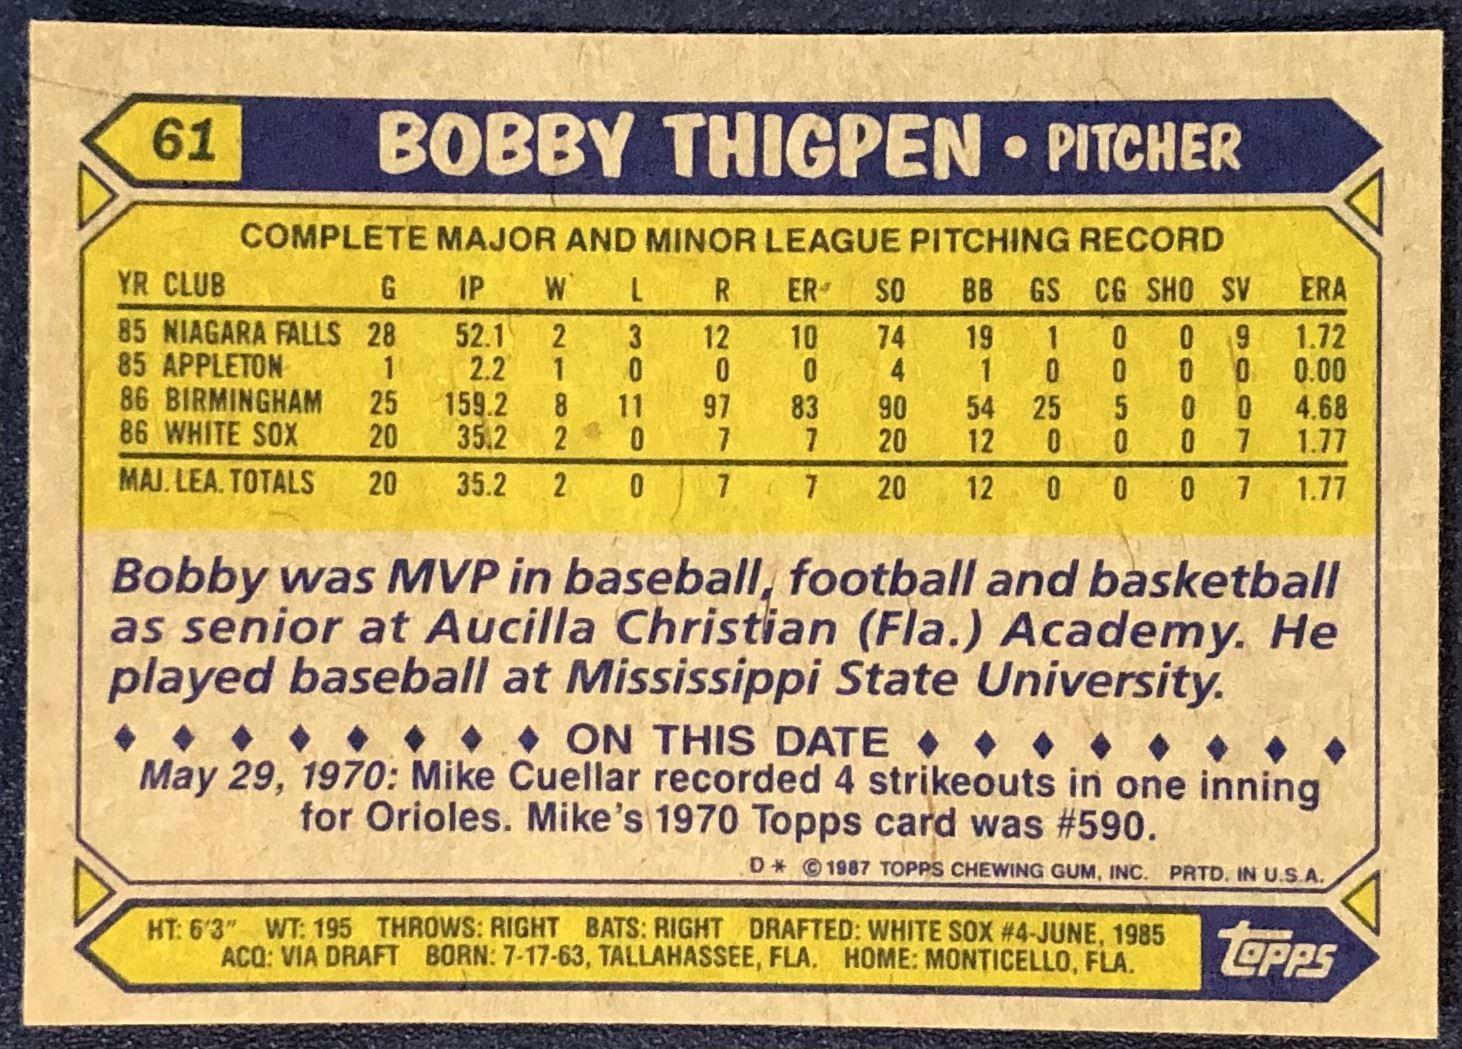 61 BOBBY THIGPEN • PITCHER
COMPLETE MAJOR AND MINOR LEAGUE PITCHING RECORD
YR CLUB G IP W L R ER SO BB GS CG SHO SV ERA
85 NIAGARA FALLS 28 52.1 2 3 12 10 74 19 1 0 0 9 1.72
85 APPLETON 1 2.2 1 0 0 0 4 1 0 0 0 0 0.00
86 BIRMINGHAM 25 159.2 8 11 97 83 90 54 25 5 0 0 4.68
86 WHITE SOX 20 35.2 2 0 7 7 20 12 0 0 0 7 1.77
MAJ. LEA. TOTALS 20 35.2 2 0 7 7 20 12 0 0 0 7 1.77
Bobby was MVP in baseball, football and basketball
as senior at Aucilla Christian (Fla.) Academy. He
played baseball at Mississippi State University.
♦ ♦ ♦ ♦ ♦ ♦ ♦ ♦ ON THIS DATE ♦ ♦ ♦ ♦ ♦ ♦ ♦ ♦
May 29, 1970: Mike Cuellar recorded 4 strikeouts in one inning
for Orioles. Mike's 1970 Topps card was #590.
D* © 1987 TOPPS CHEWING GUM, INC. PRTD. IN U.S.A.
HT: 6'3" WT: 195 THROWS: RIGHT BATS: RIGHT DRAFTED: WHITE SOX #4-JUNE, 1985
ACQ: VIA DRAFT BORN: 7-17-63, TALLAHASSEE, FLA. HOME: MONTICELLO, FLA.
topps